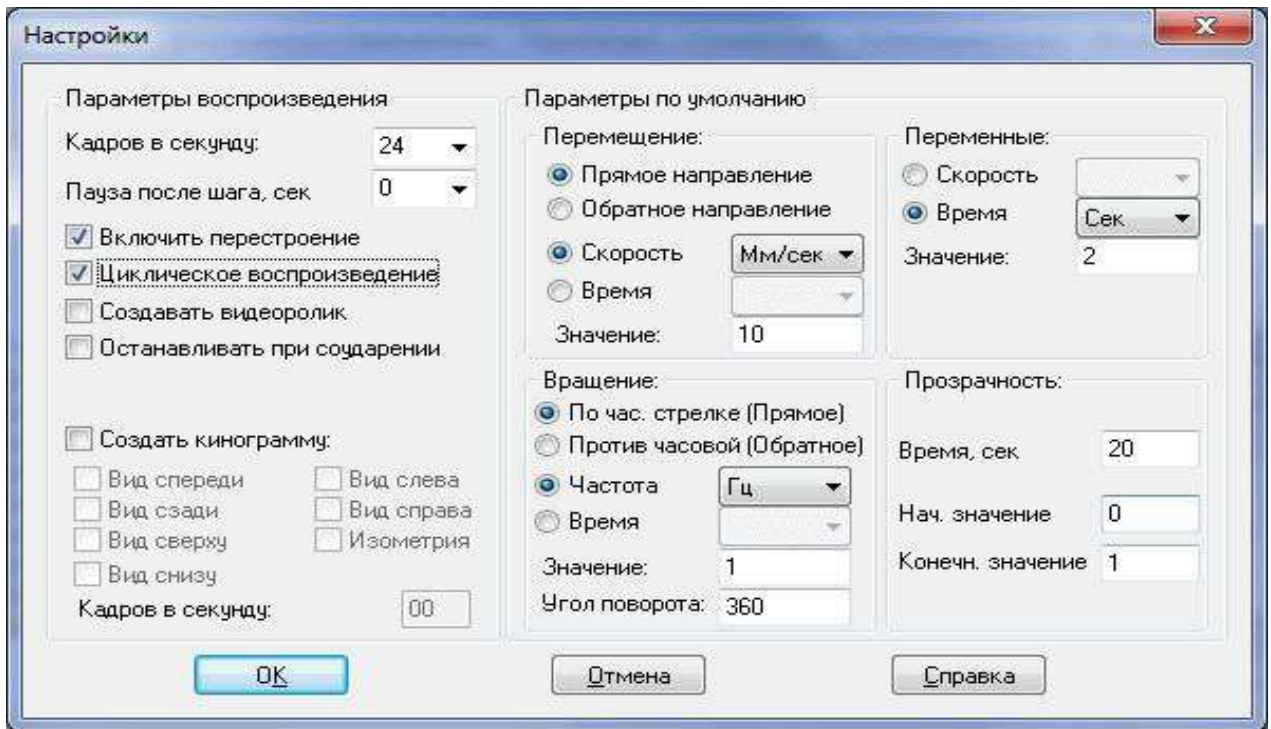 Настройки
Параметры воспроизведения
Кадров в секунду: 24
Пауза после шага, сек 0
Включить перестроение
Циклическое воспроизведение
Создавать видеоролик
Останавливать при соударении
Создать кинограмму:
Вид спереди Вид слева
Вид сзади Вид справа
Вид сверху Изометрия
Вид снизу
Кадров в секунду: 00
Параметры по умолчанию
Перемещение:
Прямое направление
Обратное направление
Скорость Мм/сек
Время
Значение: 10
Переменные:
Скорость
Время Сек
Значение: 2
Вращение:
По час. стрелке (Прямое)
Против часовой (Обратное)
Частота Гц
Время
Значение: 1
Угол поворота: 360
Прозрачность:
Время, сек 20
Нач. значение 0
Конечн. значение 1
OK Отмена Справка